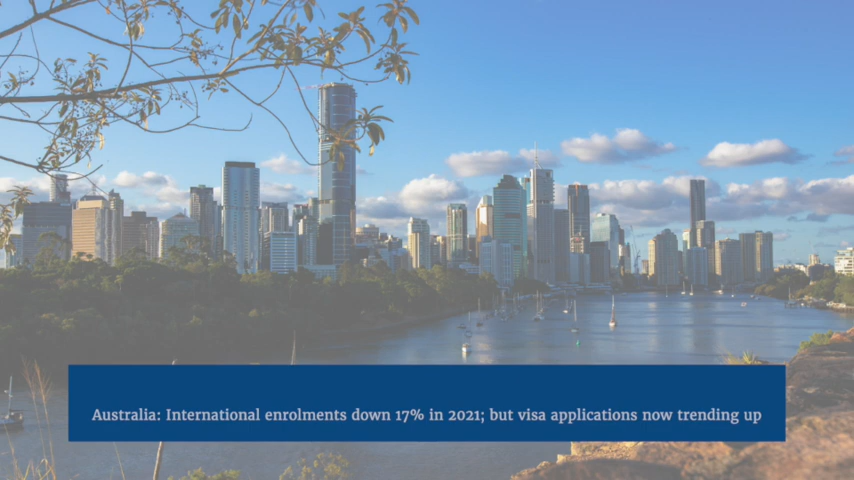 Australia: International enrolments down 17% in 2021; but visa applications now trending up